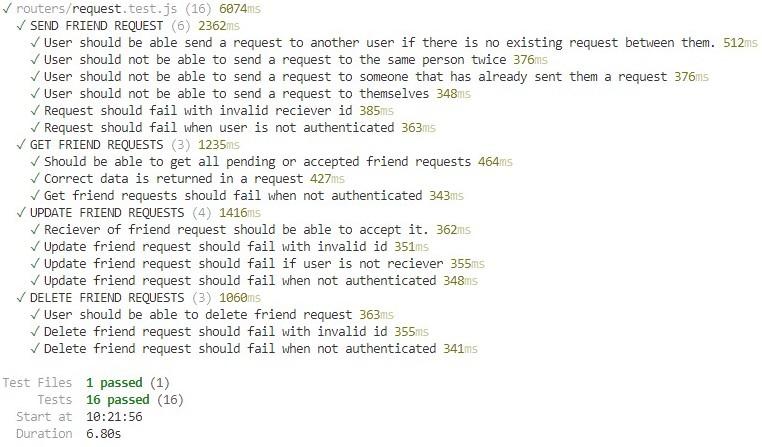 ✓ routers/request.test.js (16) 6074ms
✓ SEND FRIEND REQUEST (6) 2362ms
✓ User should be able send a request to another user if there is no existing request between them. 512ms
✓ User should not be able to send a request to the same person twice 376ms
✓ User should not be able to send a request to someone that has already sent them a request 376ms
✓ User should not be able to send a request to themselves 348ms
✓ Request should fail with invalid reciever id 385ms
✓ Request should fail when user is not authenticated 363ms
✓ GET FRIEND REQUESTS (3) 1235ms
✓ Should be able to get all pending or accepted friend requests 464ms
✓ Correct data is returned in a request 427ms
✓ Get friend requests should fail when not authenticated 343ms
✓ UPDATE FRIEND REQUESTS (4) 1416ms
✓ Reciever of friend request should be able to accept it. 362ms
✓ Update friend request should fail with invalid id 351ms
✓ Update friend request should fail if user is not reciever 355ms
✓ Update friend request should fail when not authenticated 348ms
✓ DELETE FRIEND REQUESTS (3) 1060ms
✓ User should be able to delete friend request 363ms
✓ Delete friend request should fail with invalid id 355ms
✓ Delete friend request should fail when not authenticated 341ms
Test Files 1 passed (1)
Tests 16 passed (16)
Start at 10:21:56
Duration 6.80s